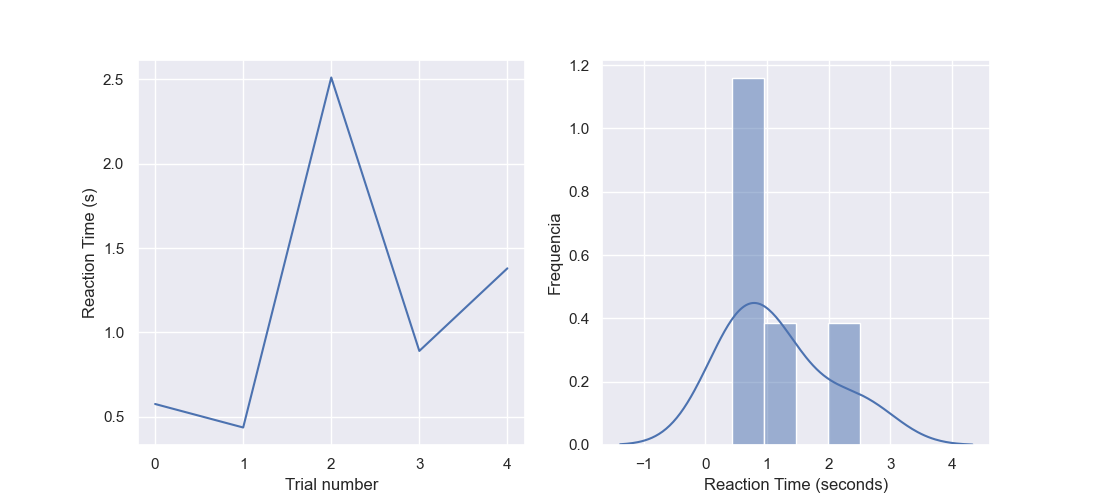 2.5
2.0
1.5
1.0
0.5
Reaction Time (s)
0 1 2 3 4
Trial number
1.2
1.0
0.8
0.6
0.4
0.2
0.0
Frequencia
−1 0 1 2 3 4
Reaction Time (seconds)